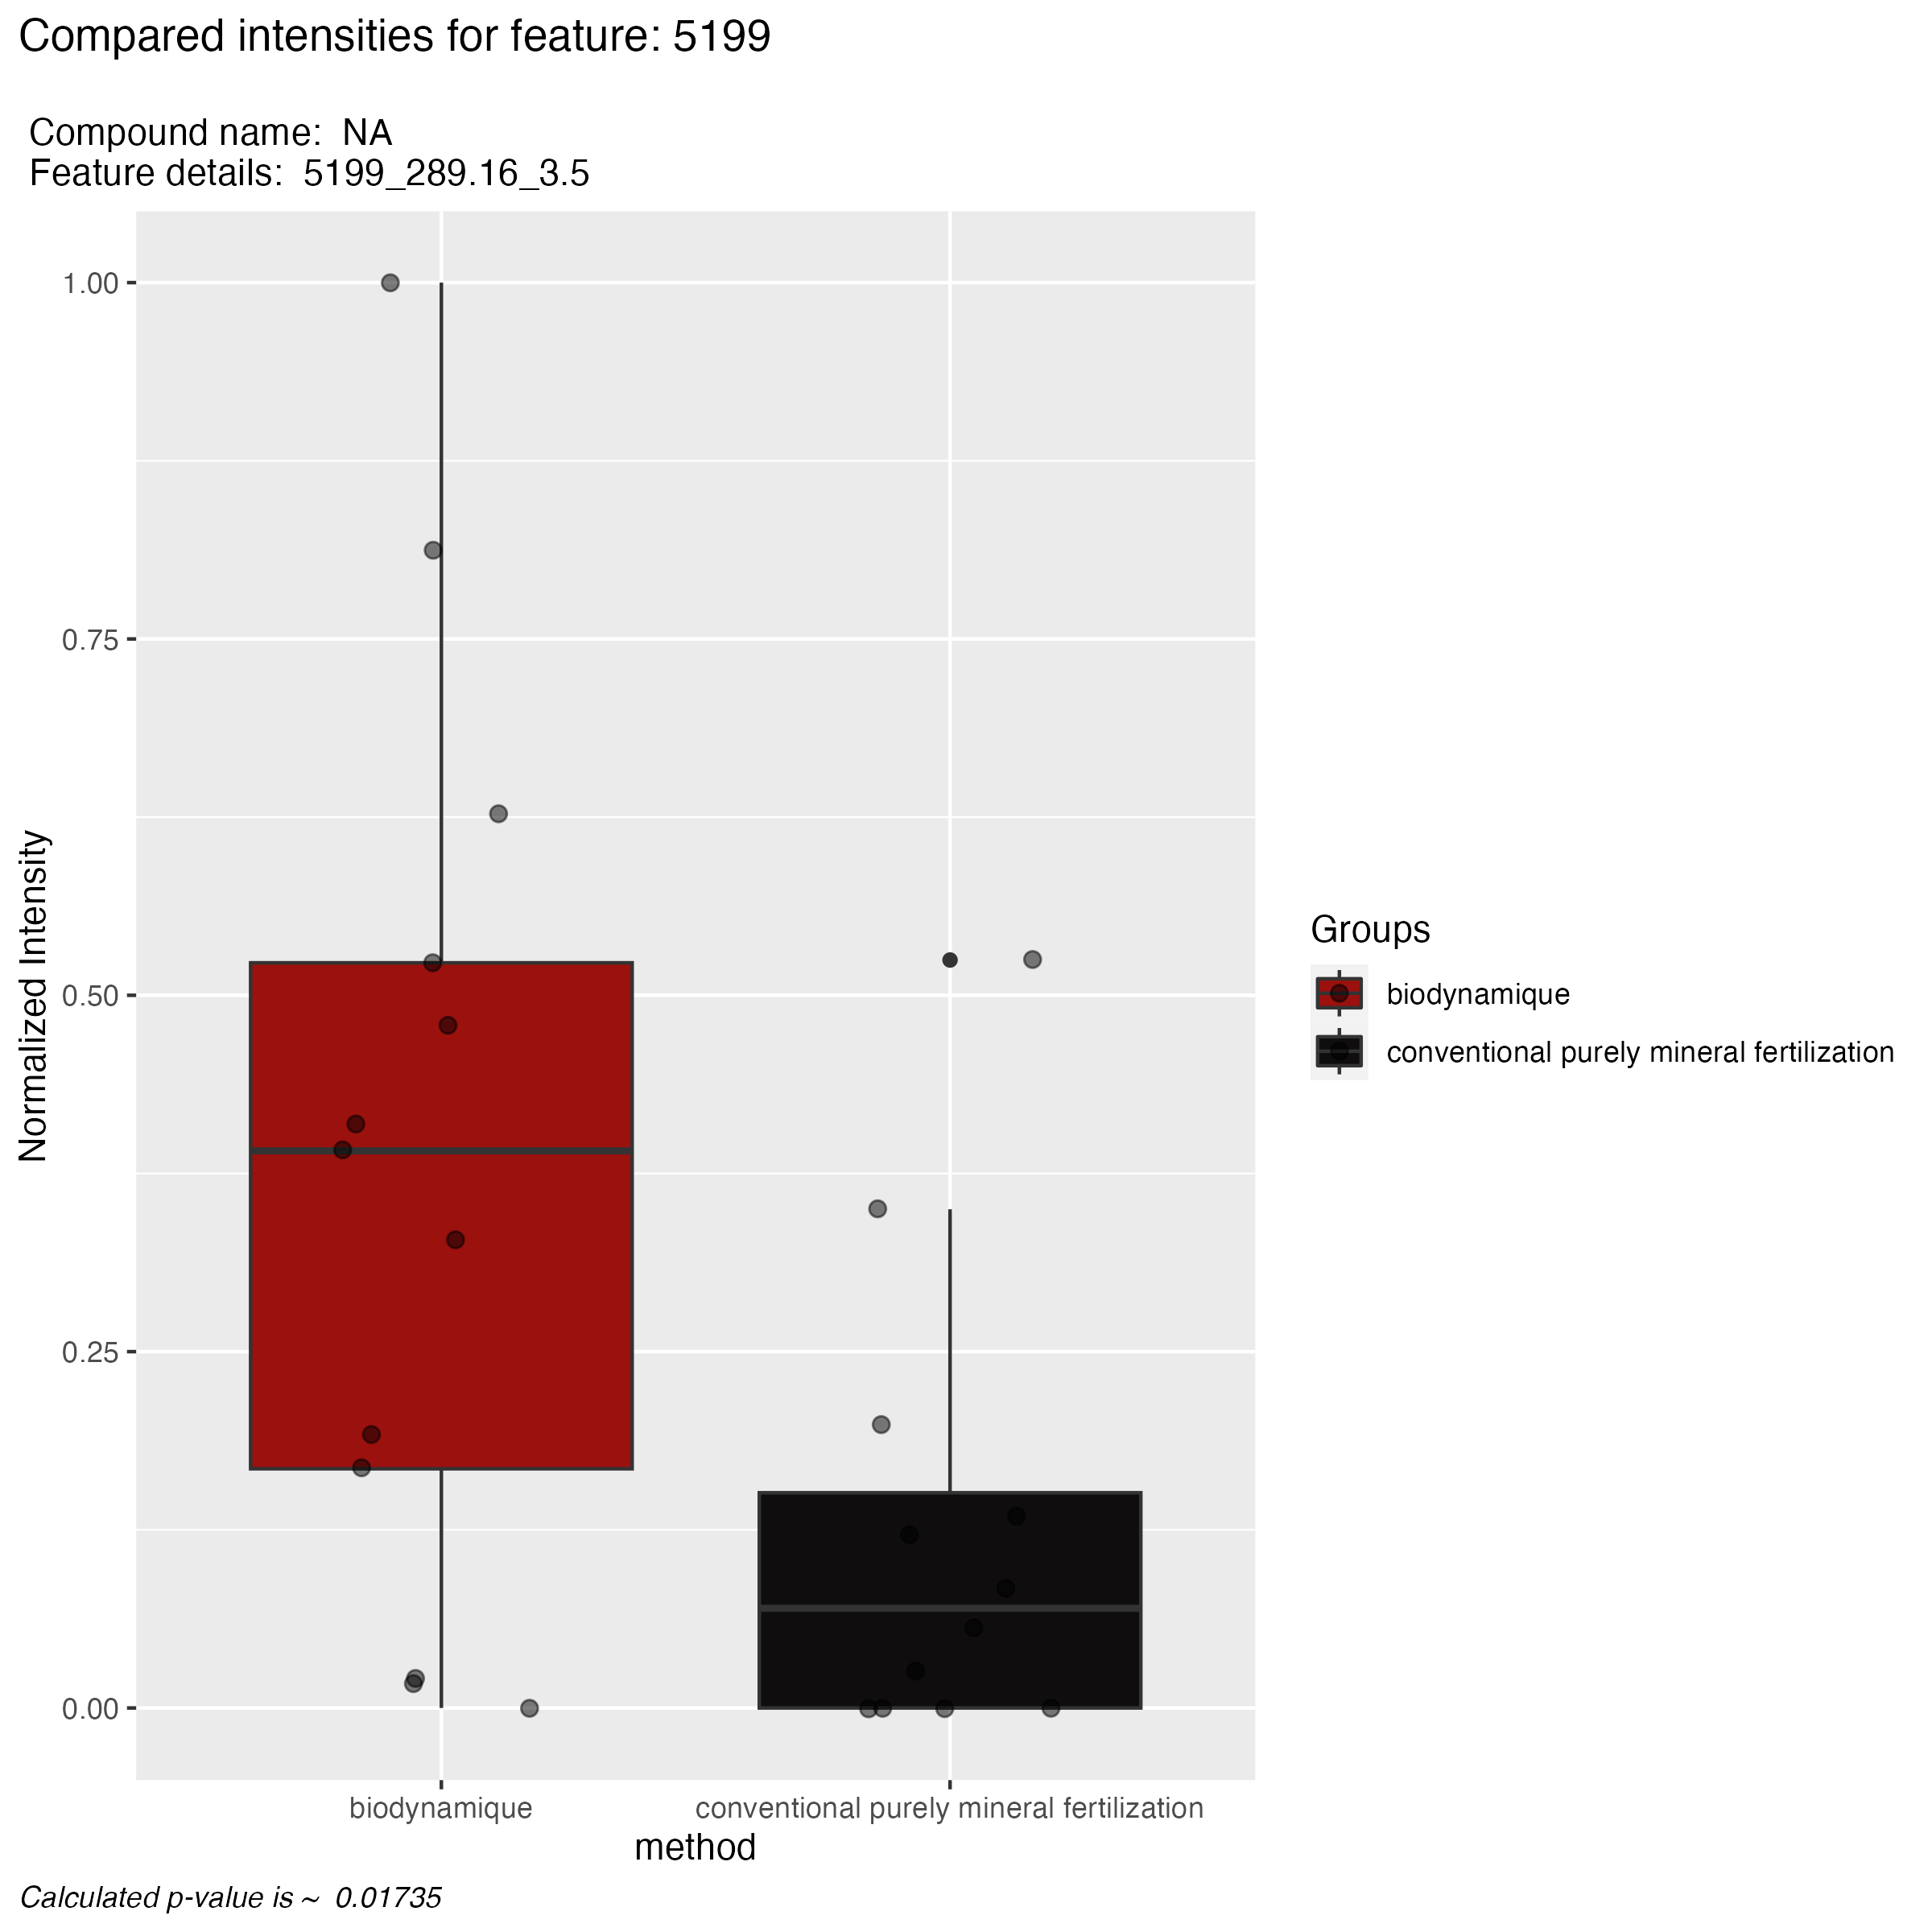 Compared intensities for feature: 5199
Compound name:  NA
Feature details:  5199_289.16_3.5
Normalized Intensity
1.00
0.75
0.50
0.25
0.00
biodynamique
conventional purely mineral fertilization
method
Groups
biodynamique
conventional purely mineral fertilization
Calculated p-value is ~  0.01735